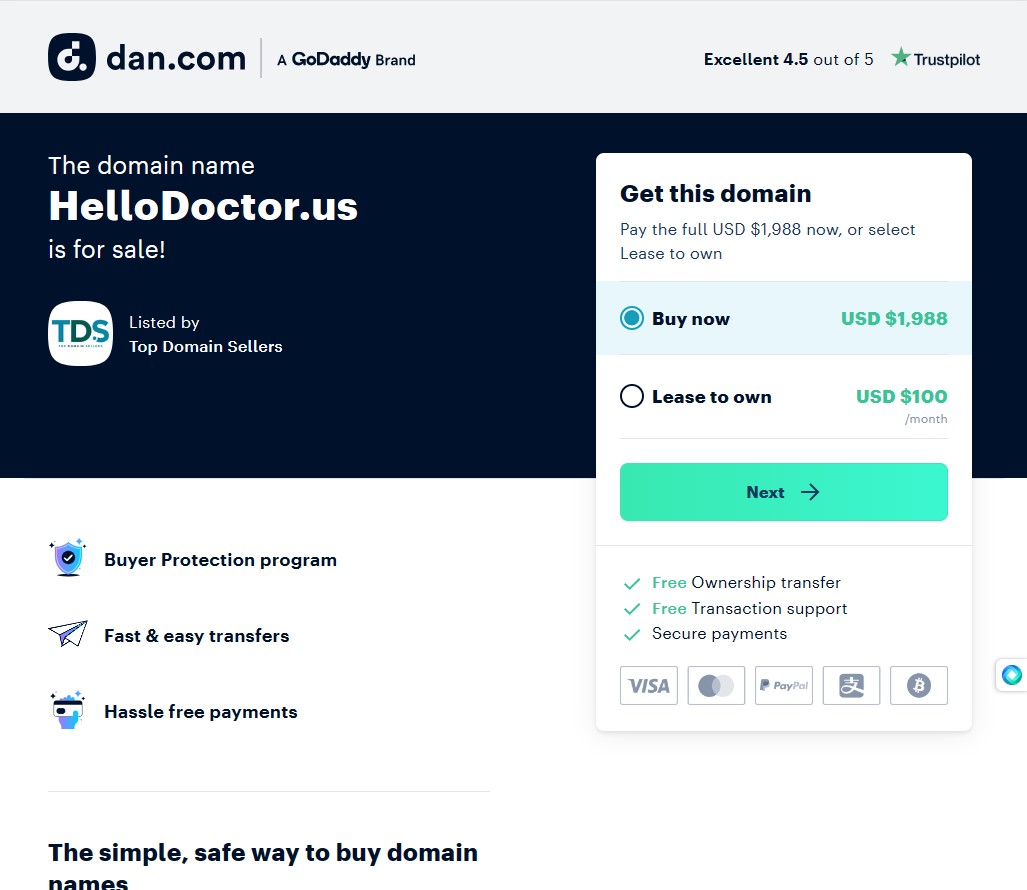 dan.com
A GoDaddy Brand
Excellent 4.5 out of 5 Trustpilot
The domain name
HelloDoctor.us
is for sale!
TDS
TOP DOMAIN SELLERS
Listed by
Top Domain Sellers
Get this domain
Pay the full USD $1,988 now, or select
Lease to own
Buy now USD $1,988
Lease to own USD $100
/month
Next
Free Ownership transfer
Free Transaction support
Secure payments
VISA PayPal
Buyer Protection program
Fast & easy transfers
Hassle free payments
The simple, safe way to buy domain
names